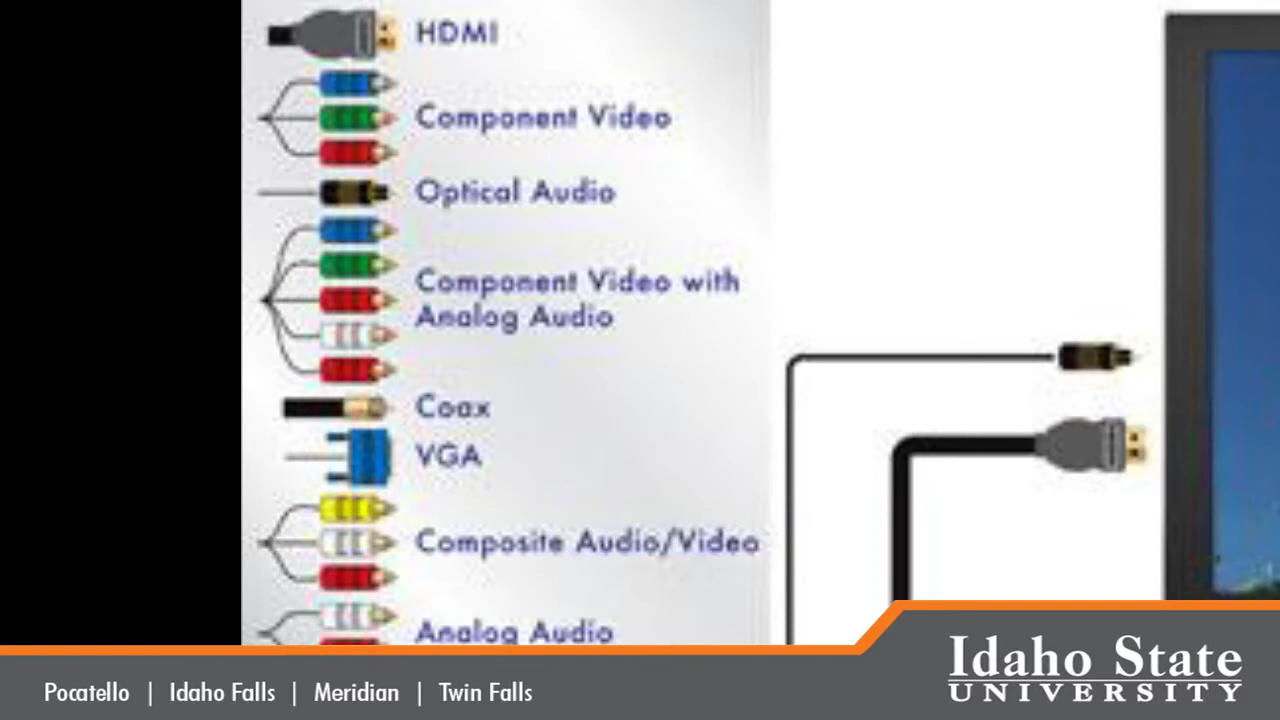 HDMI
Component Video
Optical Audio
Component Video with
Analog Audio
Coax
VGA
Composite Audio/Video
Analog Audio
Pocatello | Idaho Falls | Meridian | Twin Falls
Idaho State
UNIVERSITY